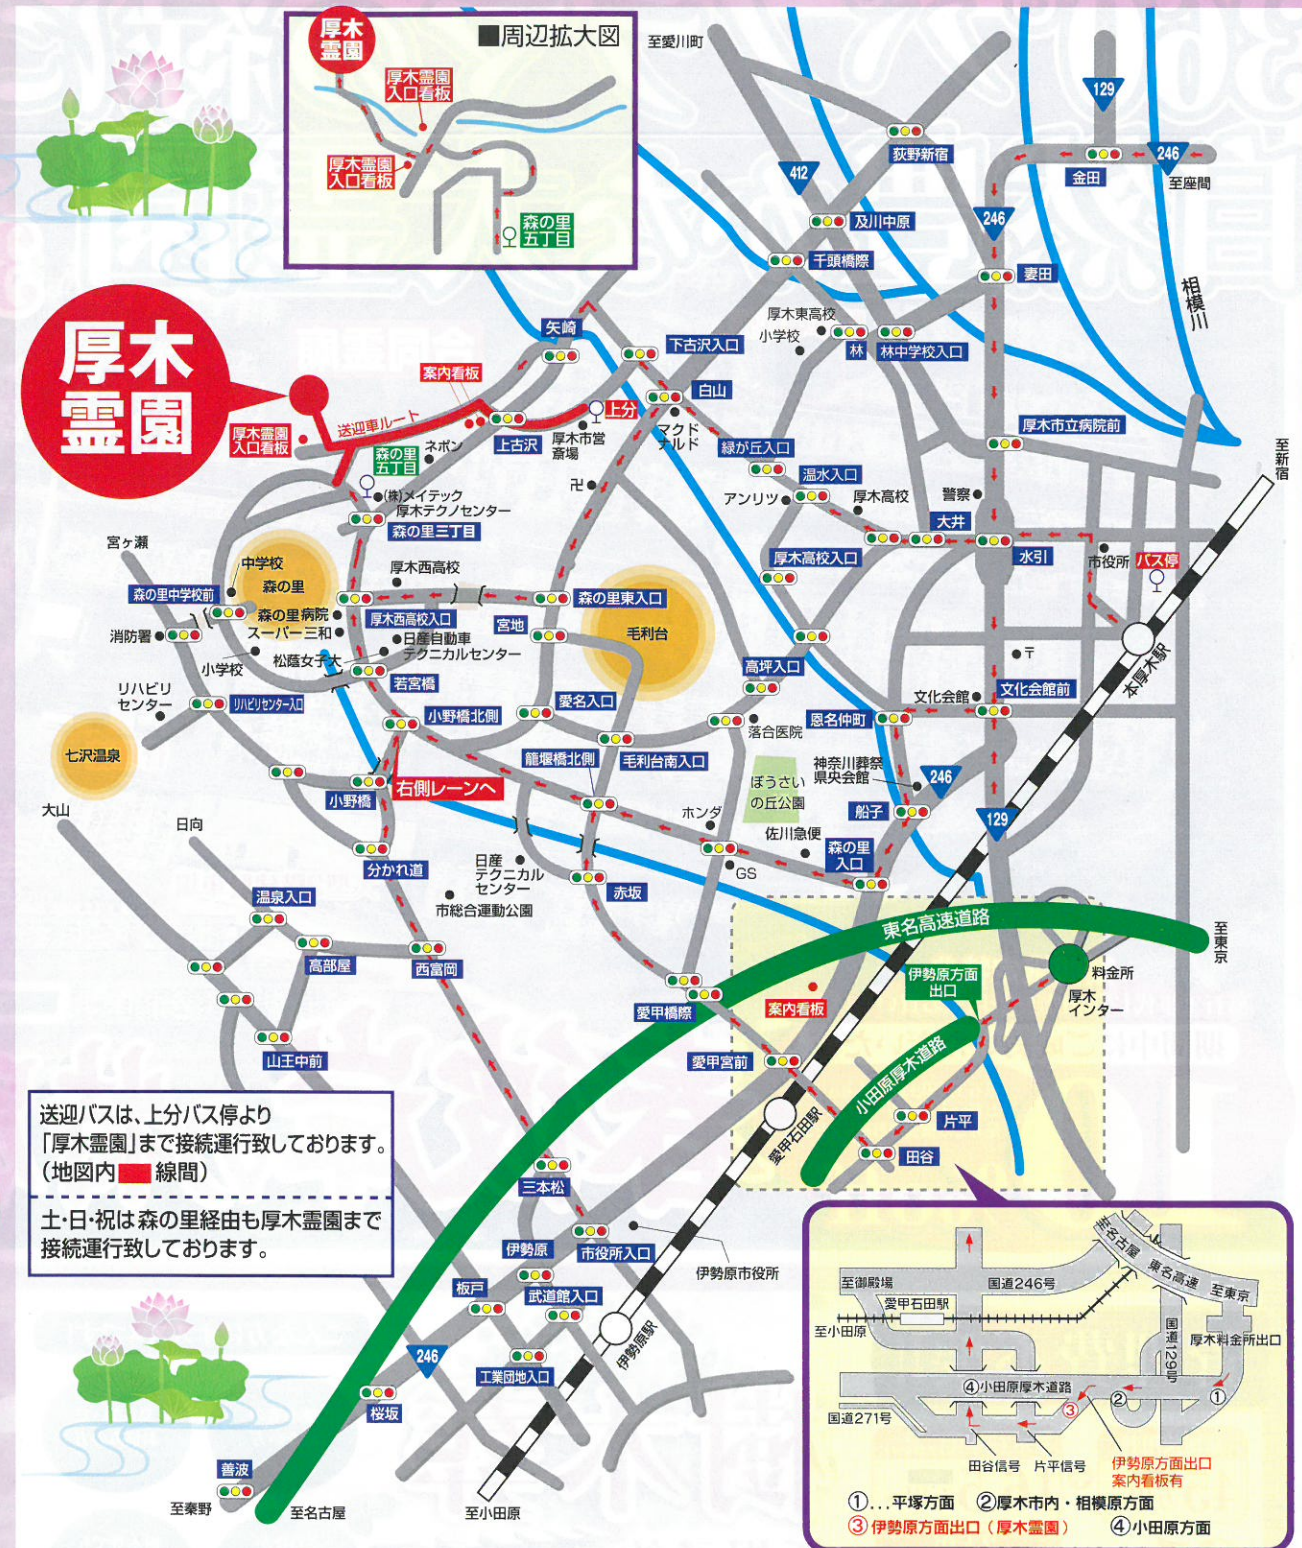 厚木
霊園
■周辺拡大図
厚木霊園
入口看板
厚木霊園
入口看板
森の里
五丁目
至愛川町
129
246
金田
至座間
荻野新宿
412
246
及川中原
千頭橋際
妻田
相模川
厚木東高校
小学校
林
林中学校入口
矢崎
下古沢入口
厚木
霊園
案内看板
白山
送迎車ルート
上分
厚木霊園
入口看板
ネポン
上古沢
厚木市営
斎場
マクド
ナルド
緑が丘入口
厚木市立病院前
至新宿
森の里
五丁目
温水入口
(株)メイテック
厚木テクノセンター
卍
アンリツ
厚木高校
警察
大井
森の里三丁目
水引
宮ヶ瀬
中学校
厚木高校入口
市役所
バス停
森の里
厚木西高校
森の里中学校前
森の里東入口
森の里病院
厚木西高校入口
宮地
毛利台
スーパー三和
消防署
日産自動車
テクニカルセンター
小学校
松蔭女子大
〒
本厚木駅
若宮橋
高坪入口
リハビリ
センター
リハビリセンター入口
愛名入口
文化会館
文化会館前
小野橋北側
恩名仲町
落合医院
七沢温泉
籠堰橋北側
毛利台南入口
神奈川葬祭
県央会館
246
小野橋
右側レーンへ
ぼうさい
の丘公園
大山
日向
ホンダ
船子
129
佐川急便
分かれ道
日産
テクニカル
センター
GS
森の里
入口
赤坂
温泉入口
市総合運動公園
東名高速道路
至東京
高部屋
西富岡
伊勢原方面
出口
料金所
愛甲橋際
案内看板
厚木
インター
山王中前
愛甲宮前
小田原厚木道路
送迎バスは、上分バス停より
「厚木霊園」まで接続運行致しております。
(地図内 線間)
愛甲石田駅
片平
田谷
三本松
土・日・祝は森の里経由も厚木霊園まで
接続運行致しております。
市役所入口
伊勢原
伊勢原市役所
板戸
武道館入口
伊勢原駅
246
工業団地入口
桜坂
善波
至秦野
至名古屋
至小田原
至名古屋
東名高速
至東京
至御殿場
国道246号
愛甲石田駅
至小田原
国道129号
厚木料金所出口
④小田原厚木道路
②
①
③
国道271号
田谷信号
片平信号
伊勢原方面出口
案内看板有
①…平塚方面 ②厚木市内・相模原方面
③伊勢原方面出口(厚木霊園) ④小田原方面